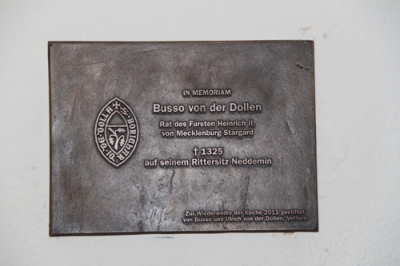 IN MEMORIAM
Busso von der Dollen
Rat des Fürsten Heinrich II
von Mecklenburg-Stargard
† 1325
auf seinem Rittersitz Neddemin
Zur Wiederweihe der Kirche 2011 gestiftet
von Busso und Ulrich von der Dollen, Vettern